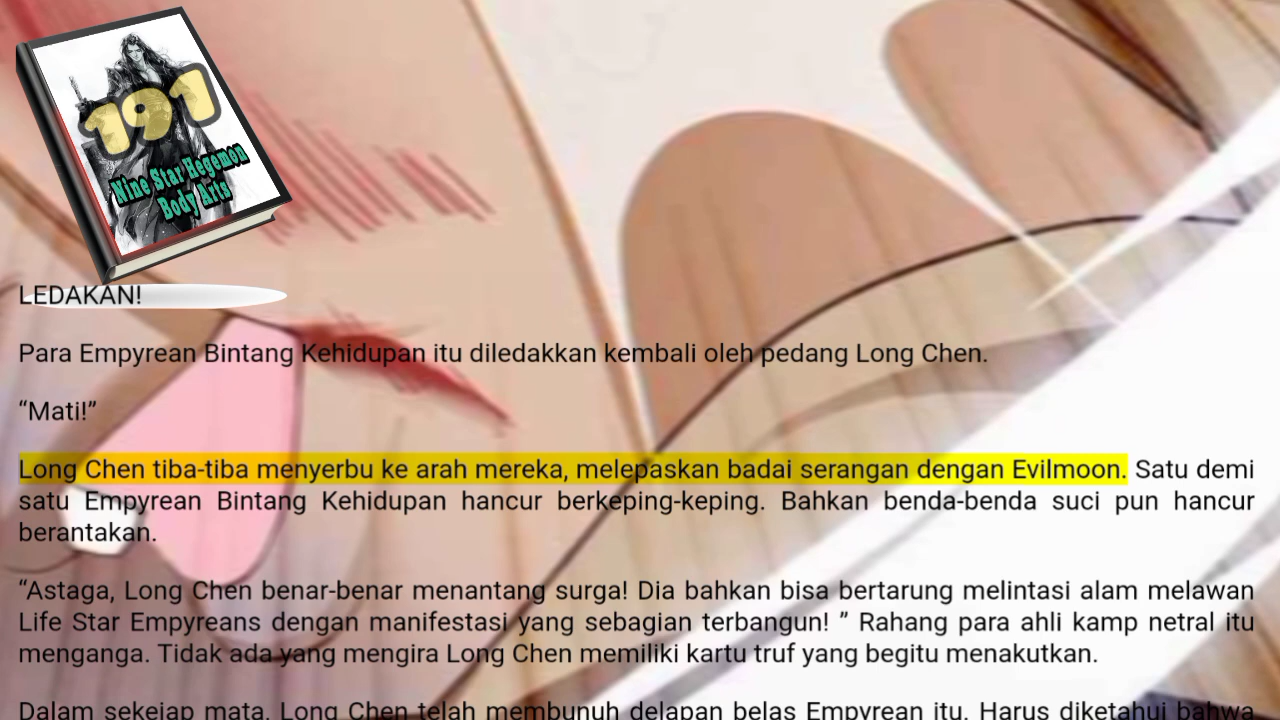 191
Nine Star Hegemon
Body Arts
LEDAKAN!
Para Empyrean Bintang Kehidupan itu diledakkan kembali oleh pedang Long Chen.
“Mati!”
Long Chen tiba-tiba menyerbu ke arah mereka, melepaskan badai serangan dengan Evilmoon. Satu demi
satu Empyrean Bintang Kehidupan hancur berkeping-keping. Bahkan benda-benda suci pun hancur
berantakan.
“Astaga, Long Chen benar-benar menantang surga! Dia bahkan bisa bertarung melintasi alam melawan
Life Star Empyreans dengan manifestasi yang sebagian terbangun! ” Rahang para ahli kamp netral itu
menganga. Tidak ada yang mengira Long Chen memiliki kartu truf yang begitu menakutkan.
Dalam sekejap mata, Long Chen telah membunuh delapan belas Empyrean itu. Harus diketahui bahwa